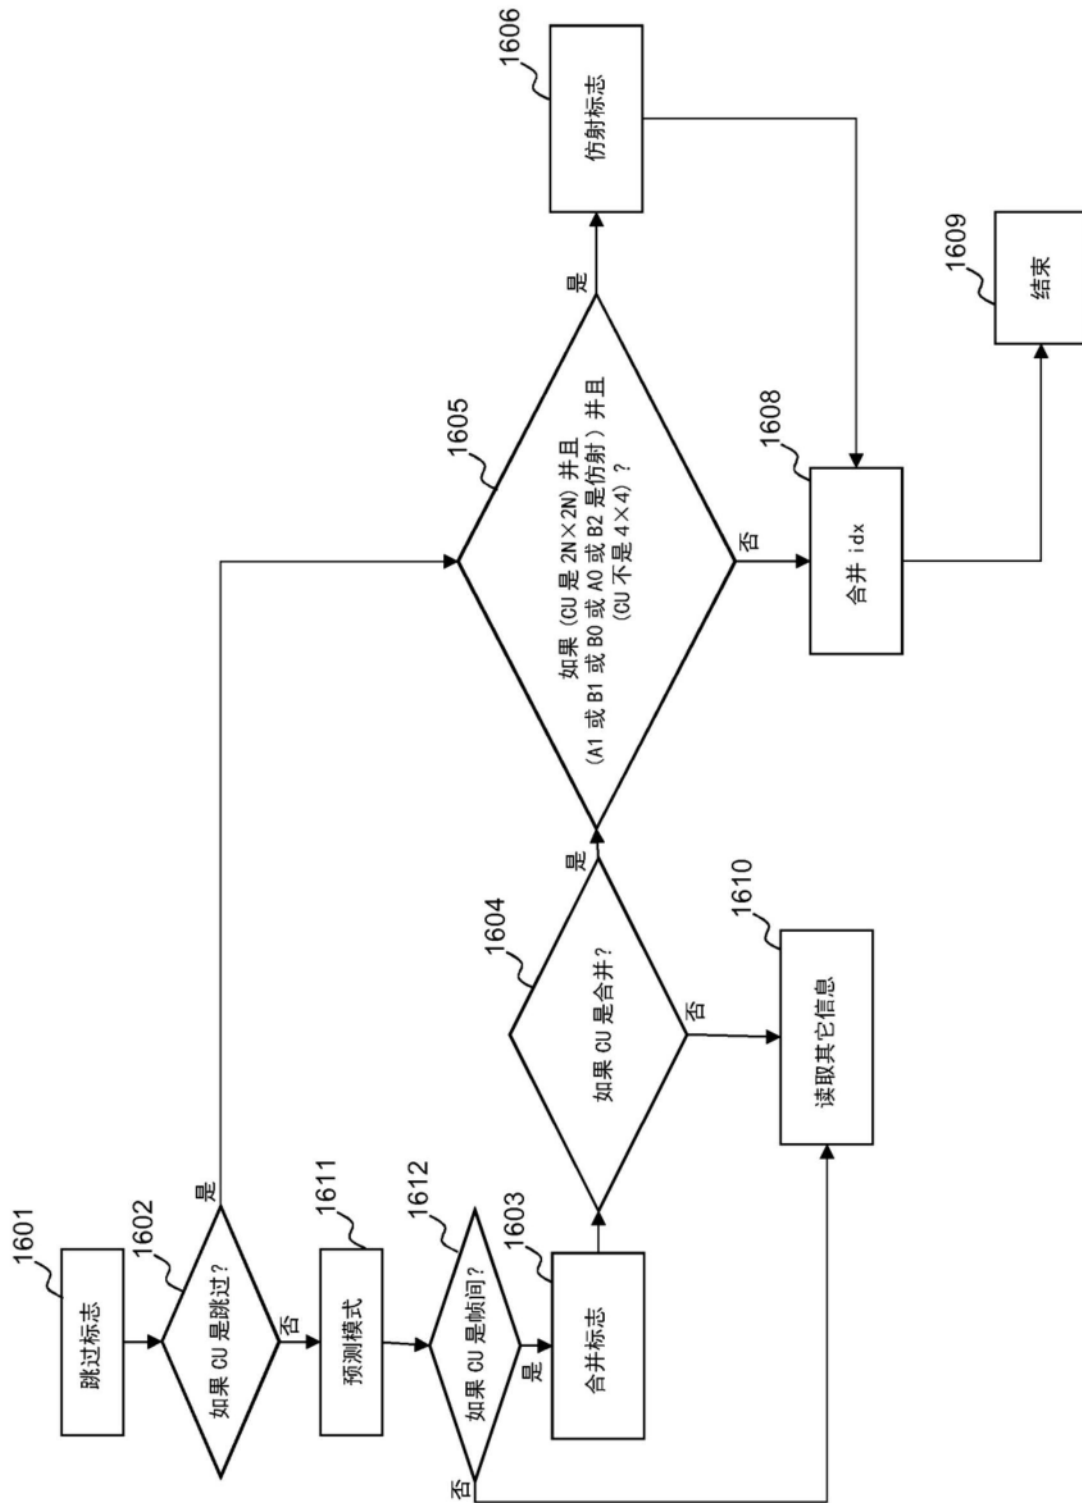 1601
跳过标志
1602
如果 CU 是跳过?
是
否
1611
预测模式
1612
如果 CU 是帧间?
否
是
1603
合并标志
1604
如果 CU 是合并?
是
否
1610
读取其它信息
1605
如果 (CU 是 2N×2N) 并且
(A1 或 B1 或 B0 或 A0 或 B2 是仿射) 并且
(CU 不是 4×4) ?
是
否
1606
仿射标志
1608
合并 idx
1609
结束